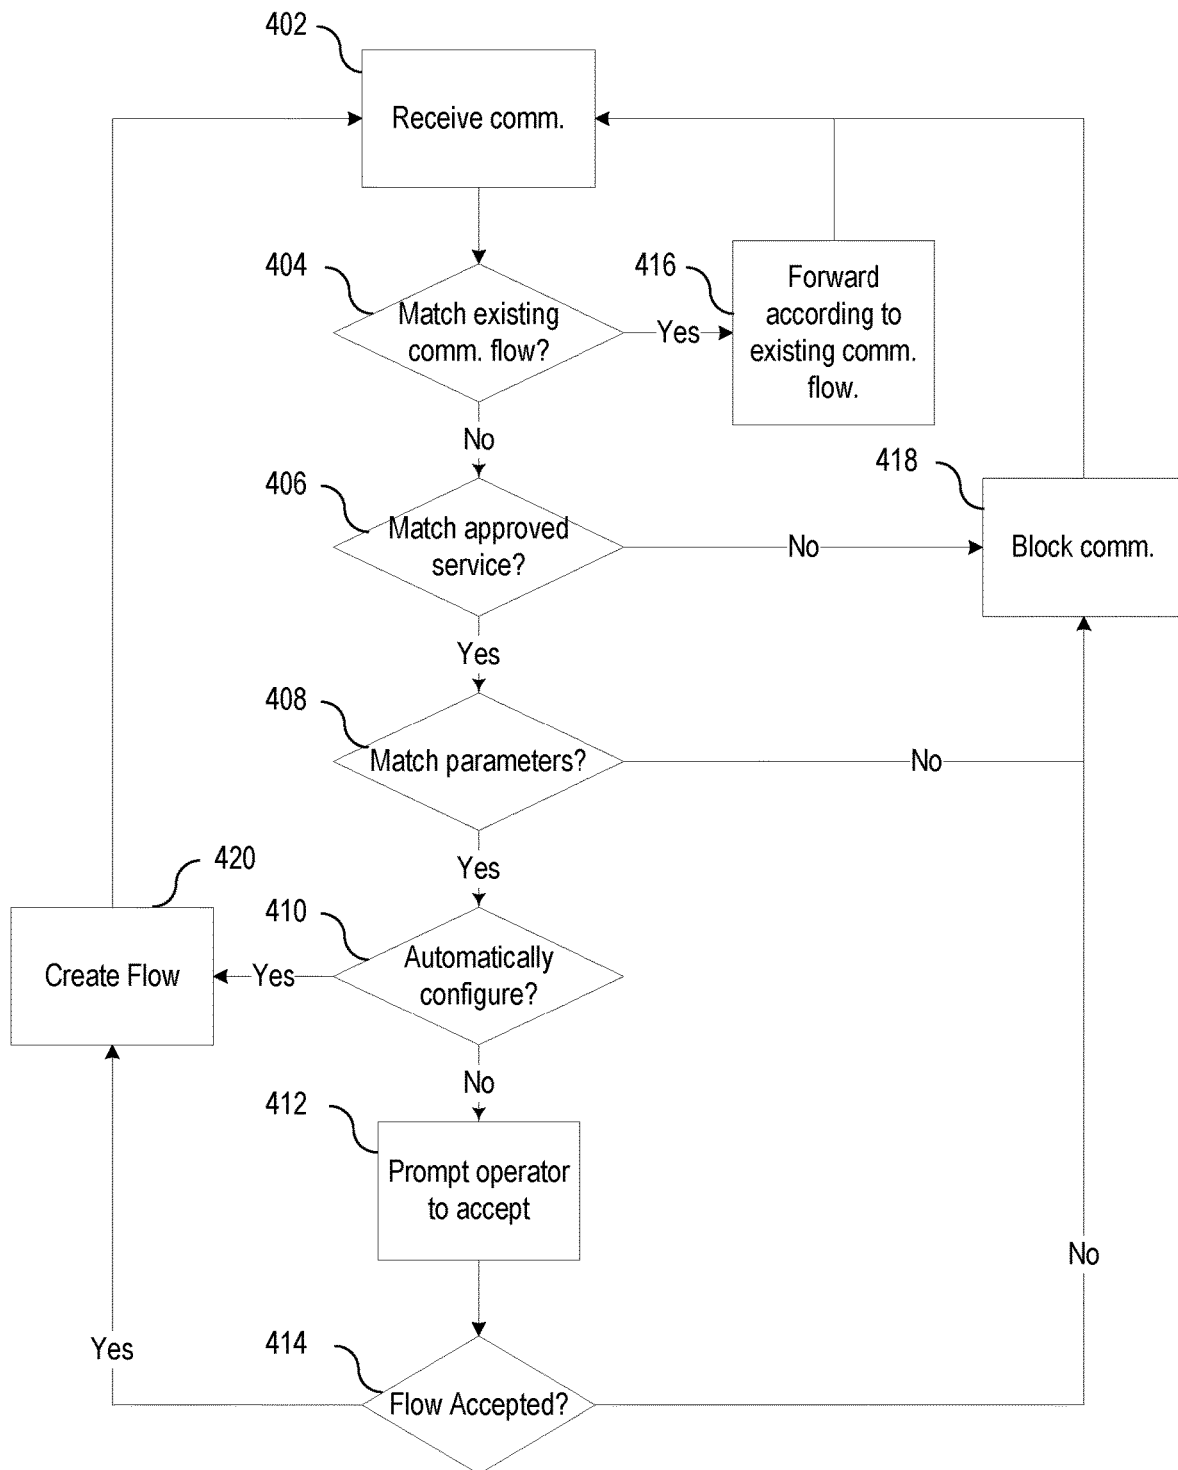 402
Receive comm.
404
Match existing
comm. flow?
Yes
416
Forward
according to
existing comm.
flow.
No
406
Match approved
service?
No
418
Block comm.
Yes
408
Match parameters?
No
Yes
420
Create Flow
410
Automatically
configure?
Yes
No
412
Prompt operator
to accept
No
Yes
414
Flow Accepted?